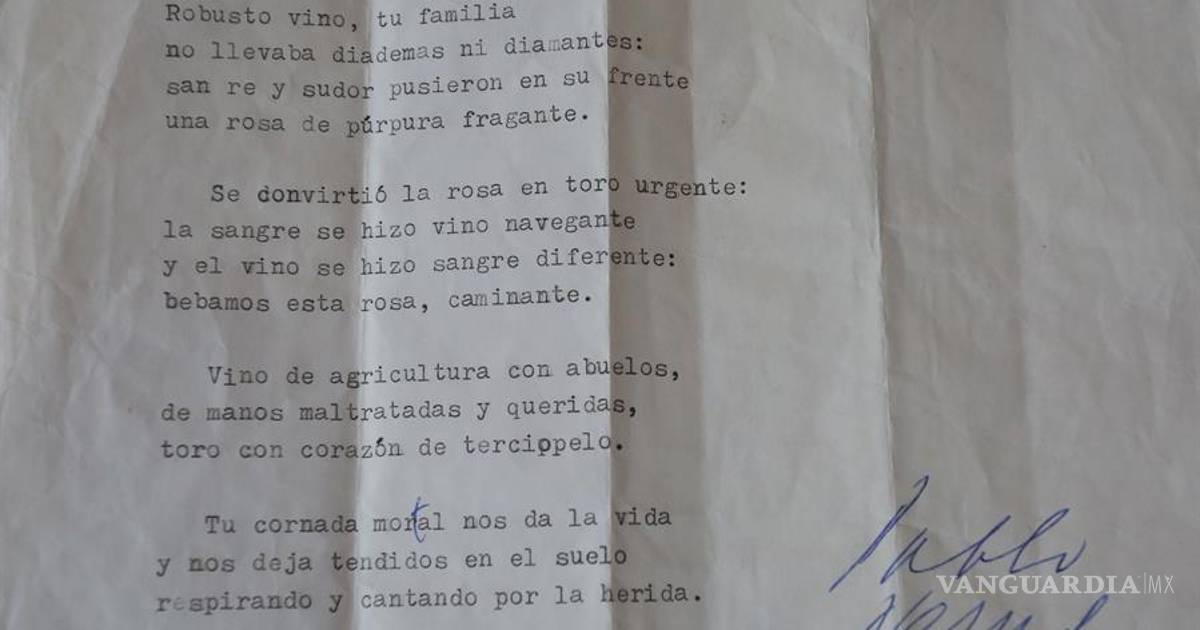 Robusto vino, tu familia
no llevaba diademas ni diamantes:
san re y sudor pusieron en su frente
una rosa de púrpura fragante.
Se donvirtió la rosa en toro urgente:
la sangre se hizo vino navegante
y el vino se hizo sangre diferente:
bebamos esta rosa, caminante.
Vino de agricultura con abuelos,
de manos maltratadas y queridas,
toro con corazón de tercippelo.
Tu cornada mortal nos da la vida
y nos deja tendidos en el suelo
respirando y cantando por la herida.
Pablo
VANGUARDIA|MX